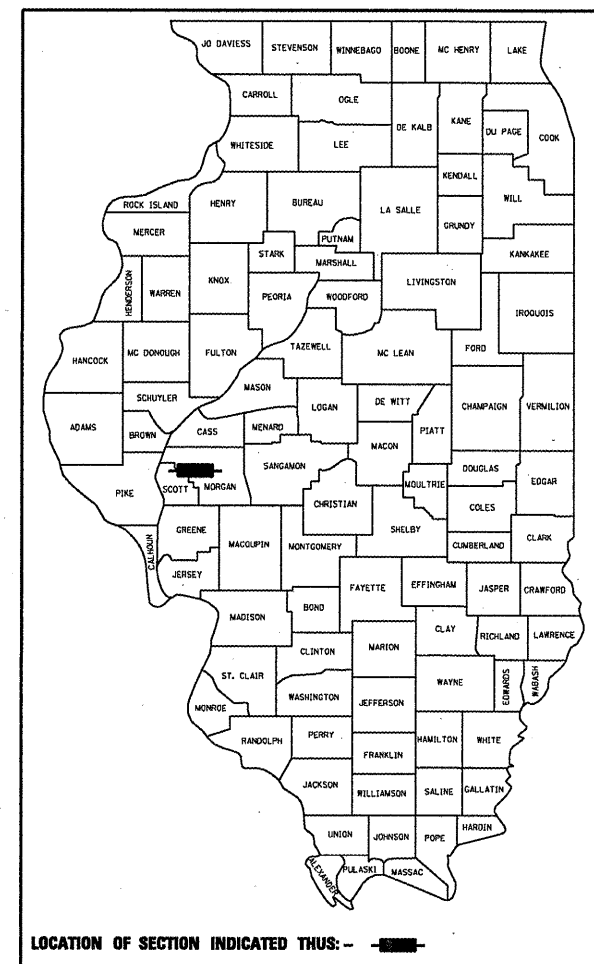 JO DAVIESS STEVENSON WINNEBAGO BOONE MC HENRY LAKE
CARROLL OGLE DE KALB KANE DU PAGE COOK
WHITESIDE LEE
KENDALL
ROCK ISLAND HENRY BUREAU LA SALLE WILL
MERCER PUTNAM GRUNDY
STARK MARSHALL KANKAKEE
HENDERSON WARREN KNOX PEORIA WOODFORD LIVINGSTON IROQUOIS
HANCOCK MC DONOUGH FULTON TAZEWELL MC LEAN FORD
MASON
SCHUYLER LOGAN DE WITT CHAMPAIGN VERMILION
ADAMS BROWN CASS MENARD PIATT
MACON
SANGAMON DOUGLAS
PIKE SCOTT MORGAN MOULTRIE EDGAR
CHRISTIAN COLES
GREENE MACOUPIN MONTGOMERY SHELBY CUMBERLAND CLARK
CALHOUN JERSEY FAYETTE EFFINGHAM JASPER CRAWFORD
MADISON BOND
CLAY RICHLAND LAWRENCE
CLINTON MARION
ST. CLAIR WAYNE EDWARDS WABASH
WASHINGTON JEFFERSON
MONROE
RANDOLPH PERRY HAMILTON WHITE
FRANKLIN
JACKSON WILLIAMSON SALINE GALLATIN
UNION JOHNSON POPE HARDIN
ALEXANDER PULASKI MASSAC
LOCATION OF SECTION INDICATED THUS: -